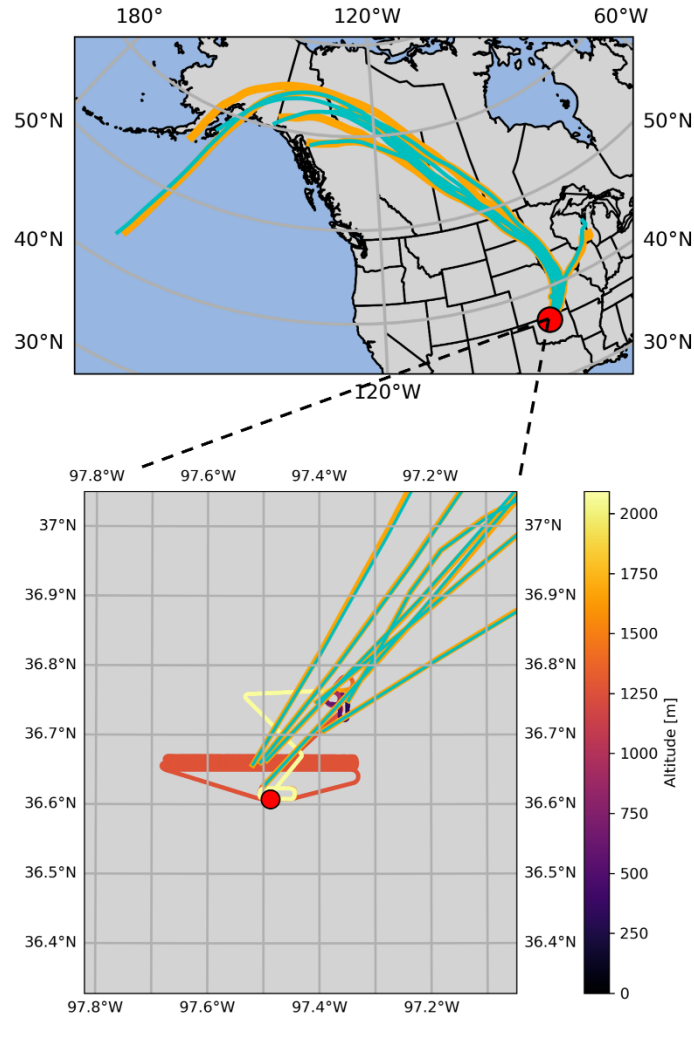 180° 120°W 60°W
50°N 50°N
40°N 40°N
30°N 30°N
120°W
97.8°W 97.6°W 97.4°W 97.2°W
37°N 37°N 2000
36.9°N 36.9°N 1750
36.8°N 36.8°N 1500
36.7°N 36.7°N 1250
Altitude [m]
1000
36.6°N 36.6°N 750
36.5°N 36.5°N 500
36.4°N 36.4°N 250
0
97.8°W 97.6°W 97.4°W 97.2°W